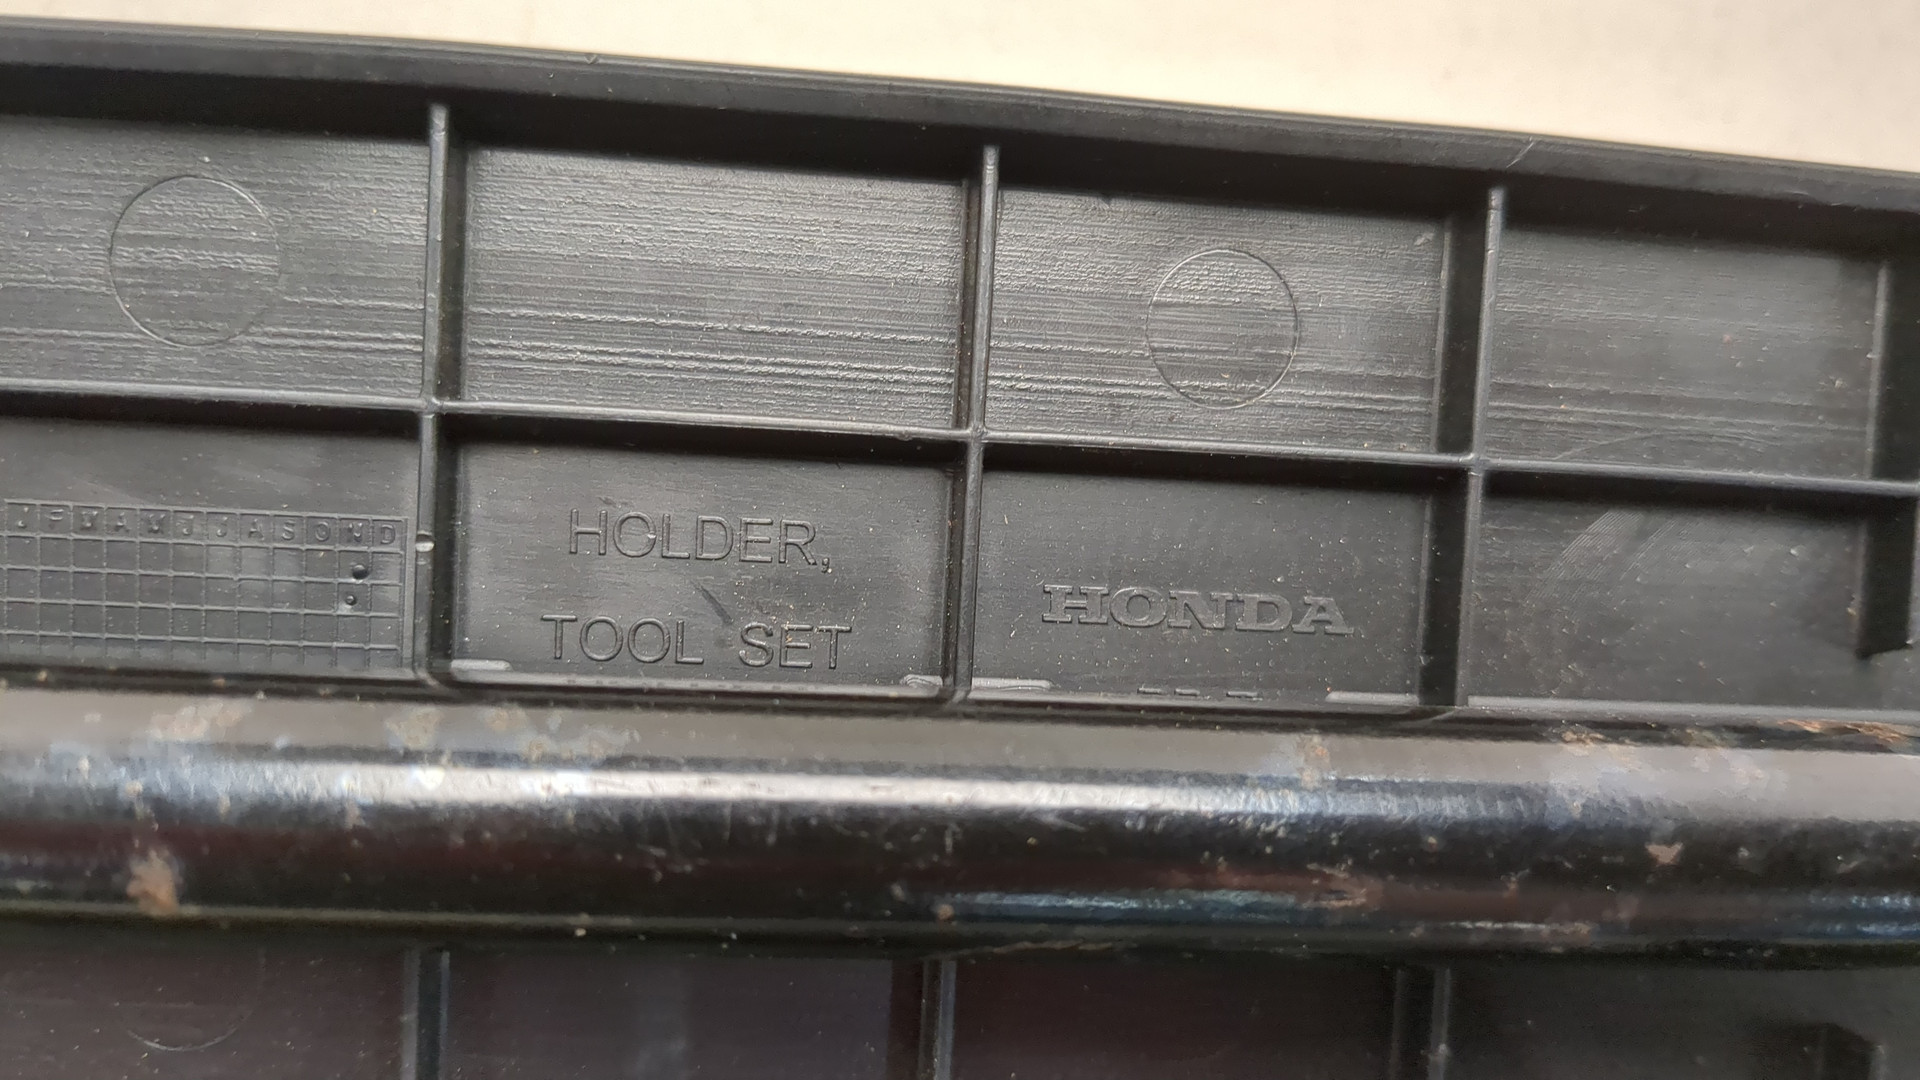 J F M A M J J A S O N D
HOLDER,
TOOL SET
HONDA